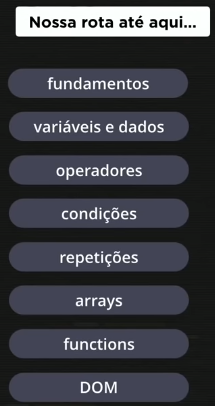 Nossa rota até aqui...
fundamentos
variáveis e dados
operadores
condições
repetições
arrays
functions
DOM